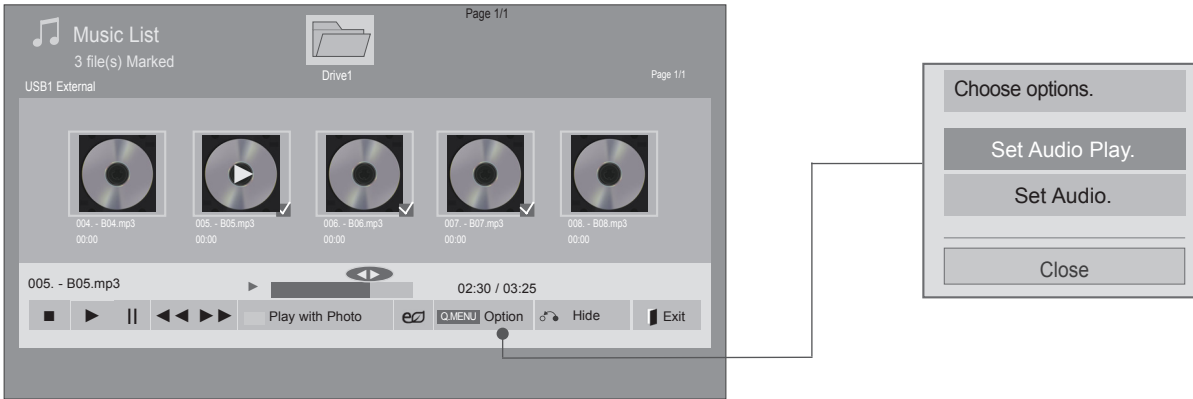 Page 1/1
Music List
3 file(s) Marked
Drive1
USB1 External
Page 1/1
004. - B04.mp3
00:00
005. - B05.mp3
00:00
006. - B06.mp3
00:00
007. - B07.mp3
00:00
008. - B08.mp3
00:00
005. - B05.mp3
02:30 / 03:25
Play with Photo
e
Q.MENU Option
Hide
Exit
Choose options.
Set Audio Play.
Set Audio.
Close